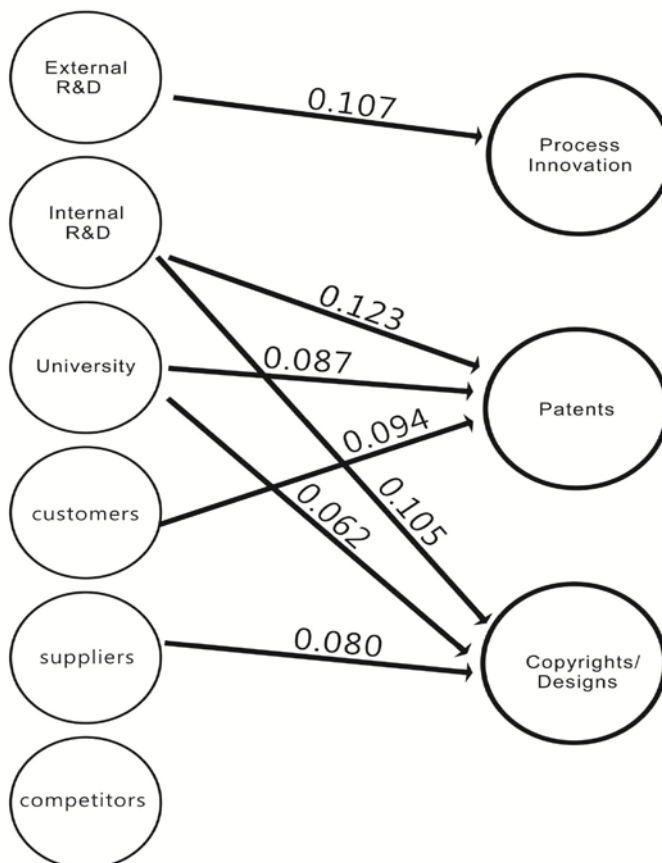 External
R&D
0.107
Process
Innovation
Internal
R&D
0.123
University
0.087
Patents
0.094
customers
0.062
0.105
suppliers
0.080
Copyrights/
Designs
competitors